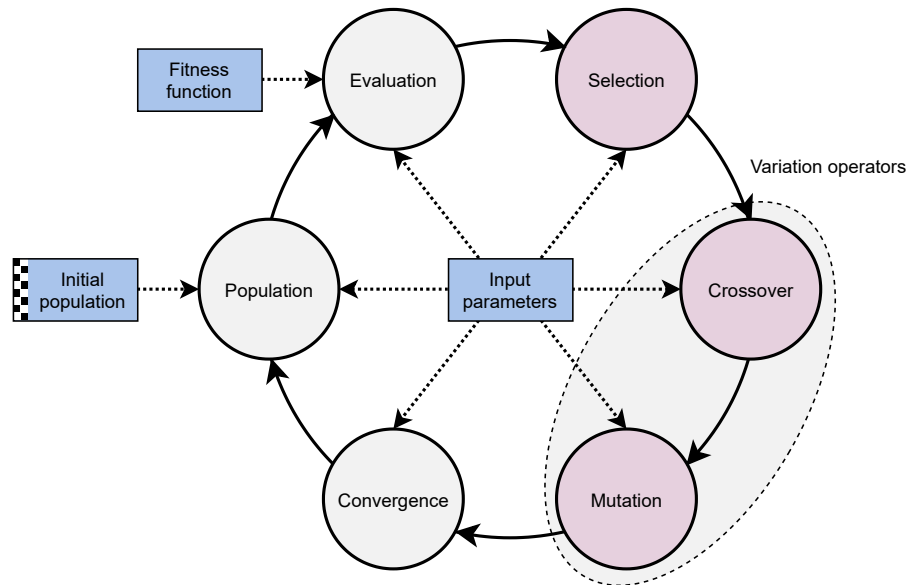 Fitness
function
Evaluation
Selection
Variation operators
Initial
population
Population
Input
parameters
Crossover
Convergence
Mutation